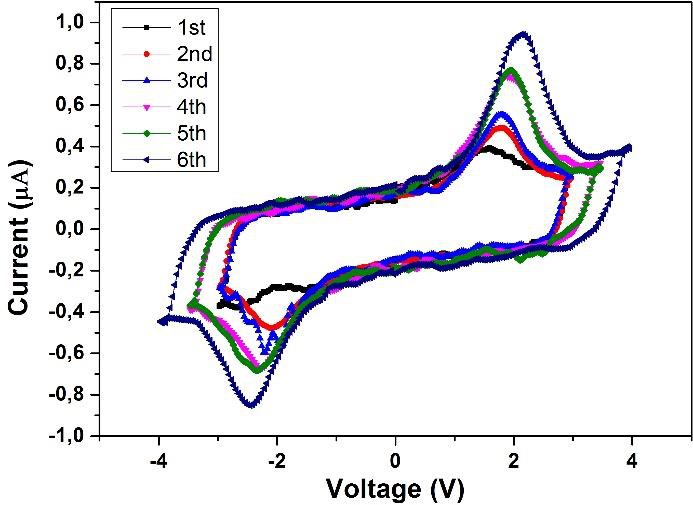 1,0
0,8
0,6
0,4
0,2
0,0
-0,2
-0,4
-0,6
-0,8
-1,0
Current (μA)
1st
2nd
3rd
4th
5th
6th
-4 -2 0 2 4
Voltage (V)